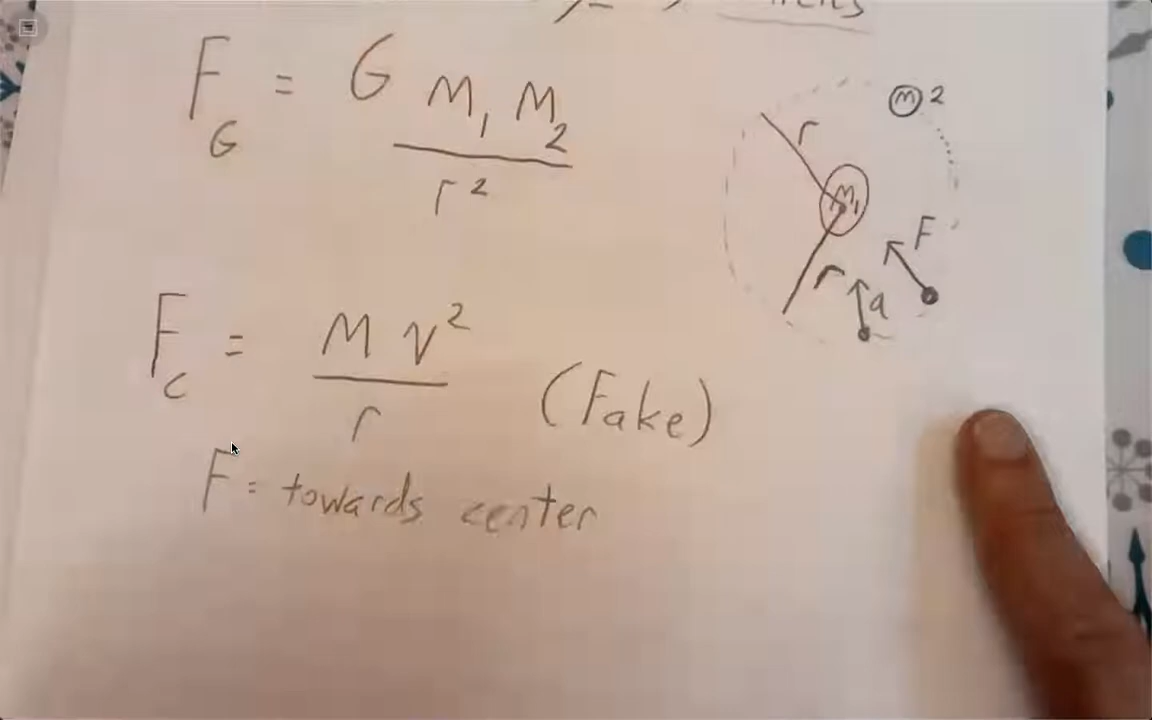 F_G = G M_1 M_2 / r^2
F_c = M v^2 / r (Fake)
F = towards center
M 2
r
M_1
F
r
a